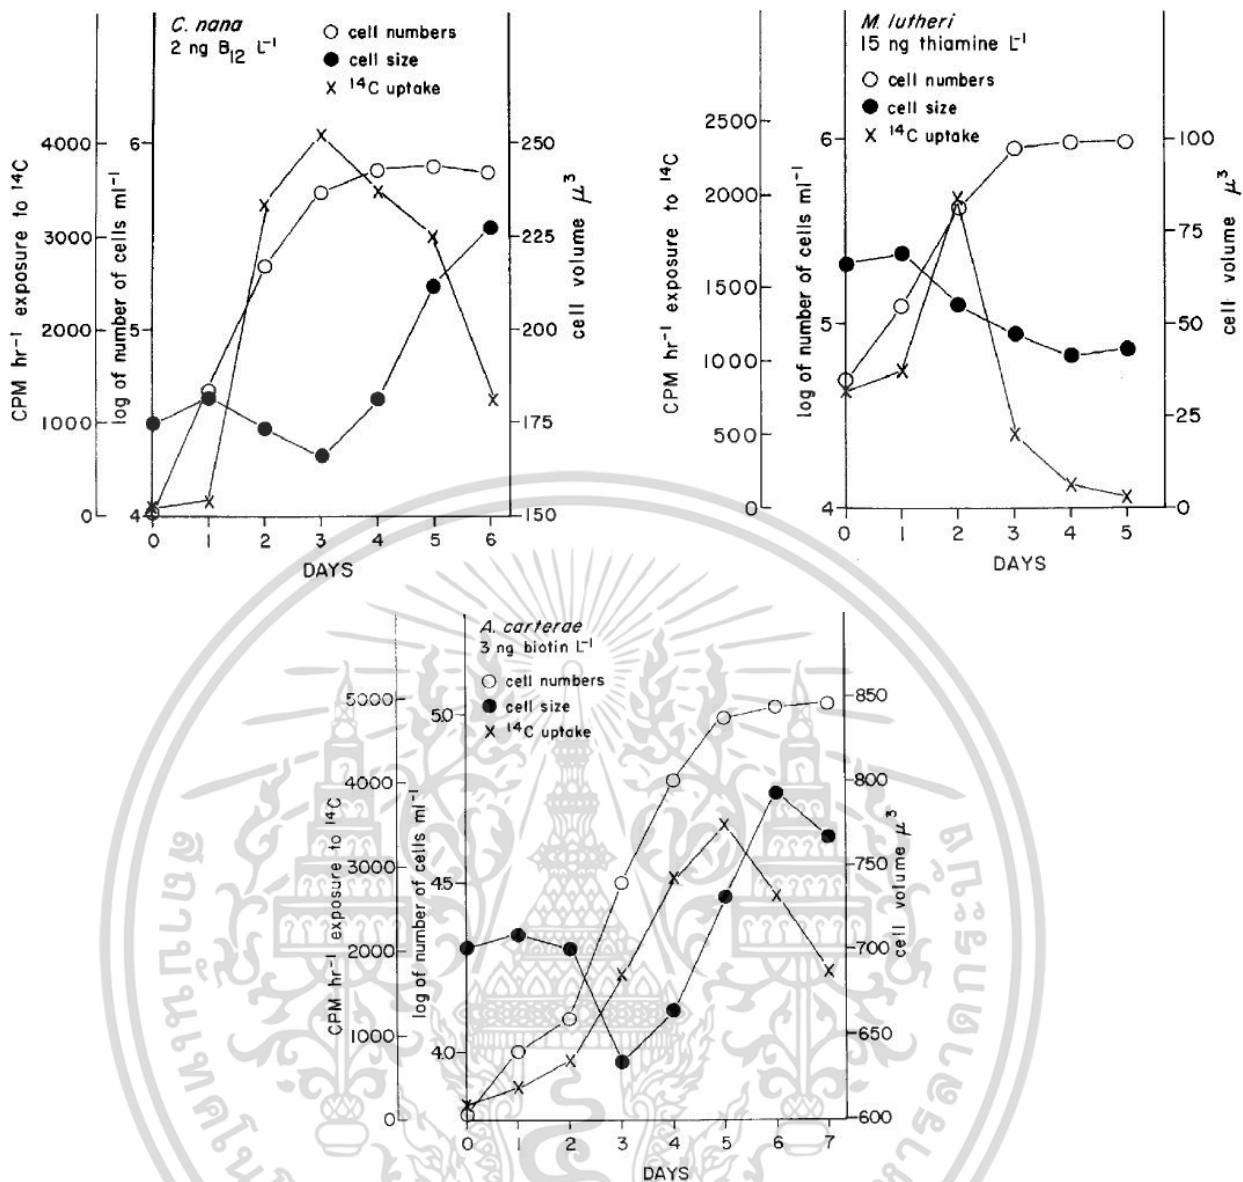 C. nana
2 ng B12 L-1
cell numbers
cell size
14C uptake
CPM hr-1 exposure to 14C
4000
3000
2000
1000
0
log of number of cells ml-1
6
5
4
250
225
200
175
150
cell volume μ3
0 1 2 3 4 5 6
DAYS
M. lutheri
15 ng thiamine L-1
cell numbers
cell size
14C uptake
CPM hr-1 exposure to 14C
2500
2000
1500
1000
500
0
log of number of cells ml-1
6
5
4
100
75
50
25
0
cell volume μ3
0 1 2 3 4 5
DAYS
A. carterae
3 ng biotin L-1
cell numbers
cell size
14C uptake
CPM hr-1 exposure to 14C
5000
4000
3000
2000
1000
0
log of number of cells ml-1
5.0
4.5
4.0
850
800
750
700
650
600
cell volume μ3
0 1 2 3 4 5 6 7
DAYS